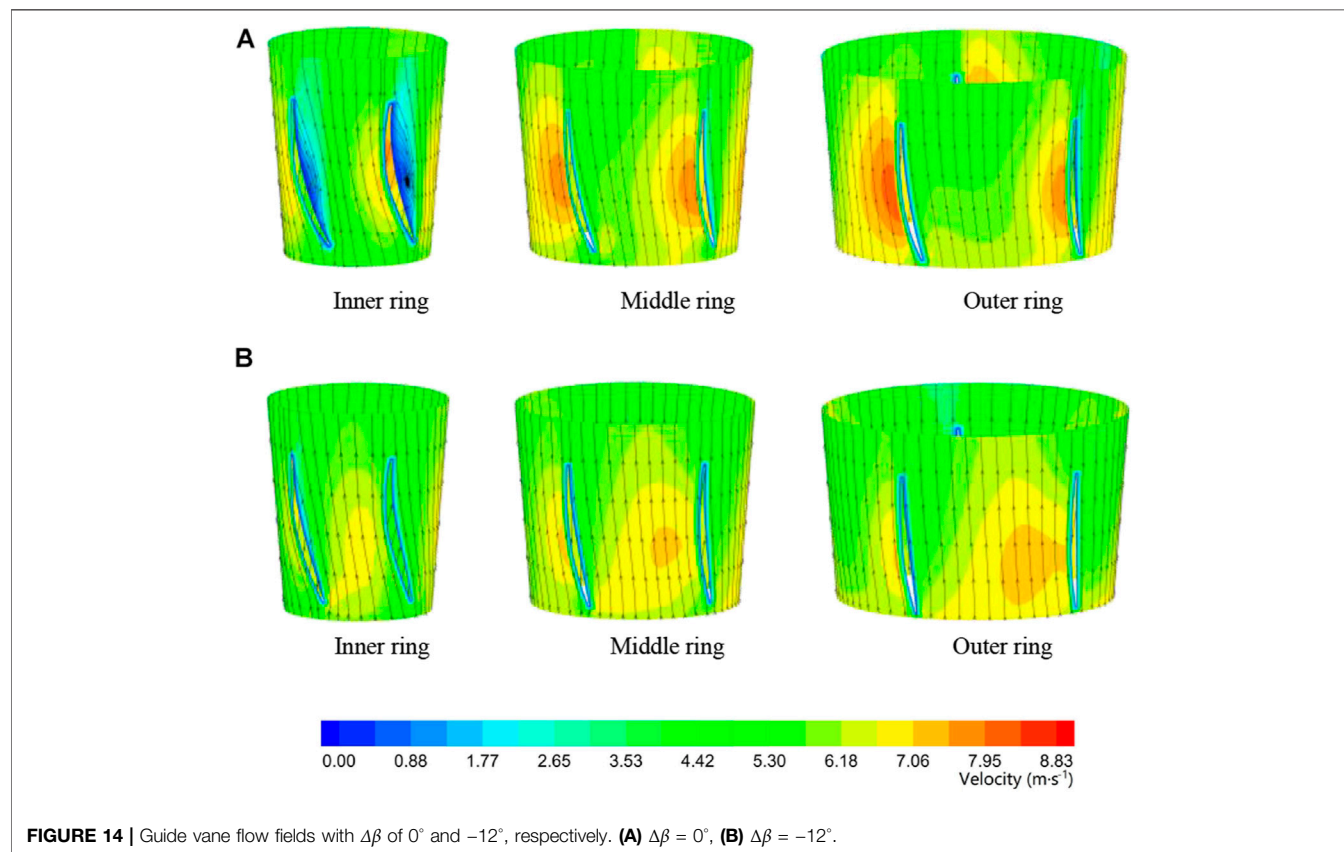 A
Inner ring
Middle ring
Outer ring
B
Inner ring
Middle ring
Outer ring
0.00 0.88 1.77 2.65 3.53 4.42 5.30 6.18 7.06 7.95 8.83
Velocity (m·s⁻¹)
FIGURE 14 | Guide vane flow fields with Δβ of 0° and −12°, respectively. (A) Δβ = 0°, (B) Δβ = −12°.